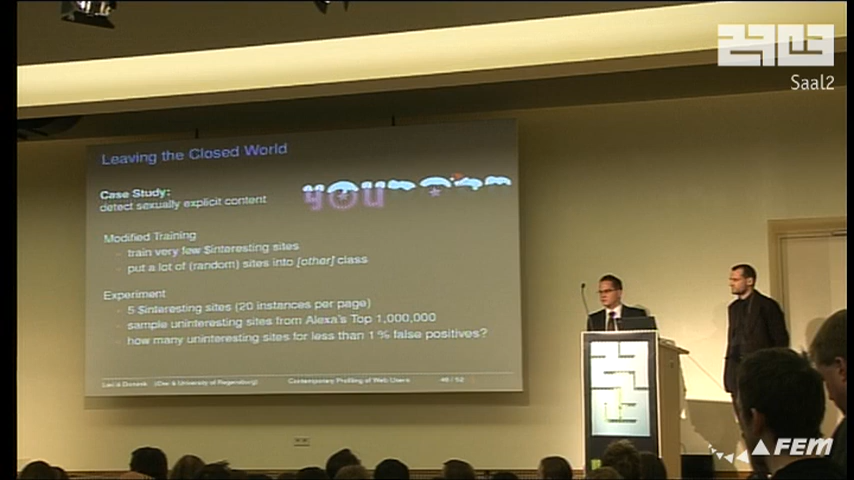 Saal2
Leaving the Closed World
Case Study:
detect sexually explicit content
Modified Training
- train very few $interesting sites
- put a lot of (random) sites into [other] class
Experiment
- 5 $interesting sites (20 instances per page)
- sample uninteresting sites from Alexa's Top 1,000,000
- how many uninteresting sites for less than 1% false positives?
Contemporary Profiling of Web Users
FEM